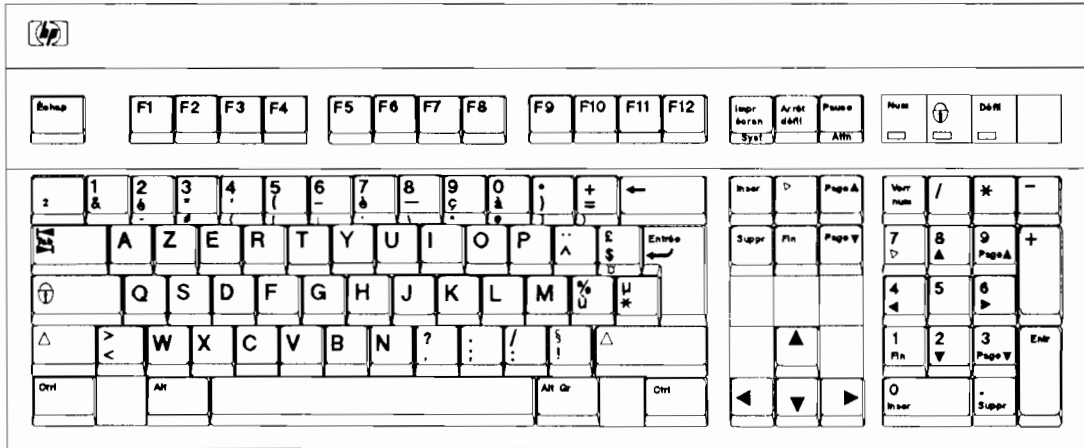 hp
Échap F1 F2 F3 F4 F5 F6 F7 F8 F9 F10 F11 F12 Impr écran Syst Arrêt défil Pause Attn Num Défil
2 1 & 2 é 3 " # 4 ' { 5 ( [ 6 - 7 è 8 _ \ 9 ç ^ 0 à @ ° ) + = Inser Page Verr num / * -
A Z E R T Y U I O P ¨ ^ £ $ ¤ Entrée Suppr Fin Page 7 8 9 Page +
Q S D F G H J K L M % ù µ * 4 5 6
> < W X C V B N ? , . ; / : § ! 1 Fin 2 3 Page Entr
Ctrl Alt Alt Gr Ctrl 0 Inser . Suppr